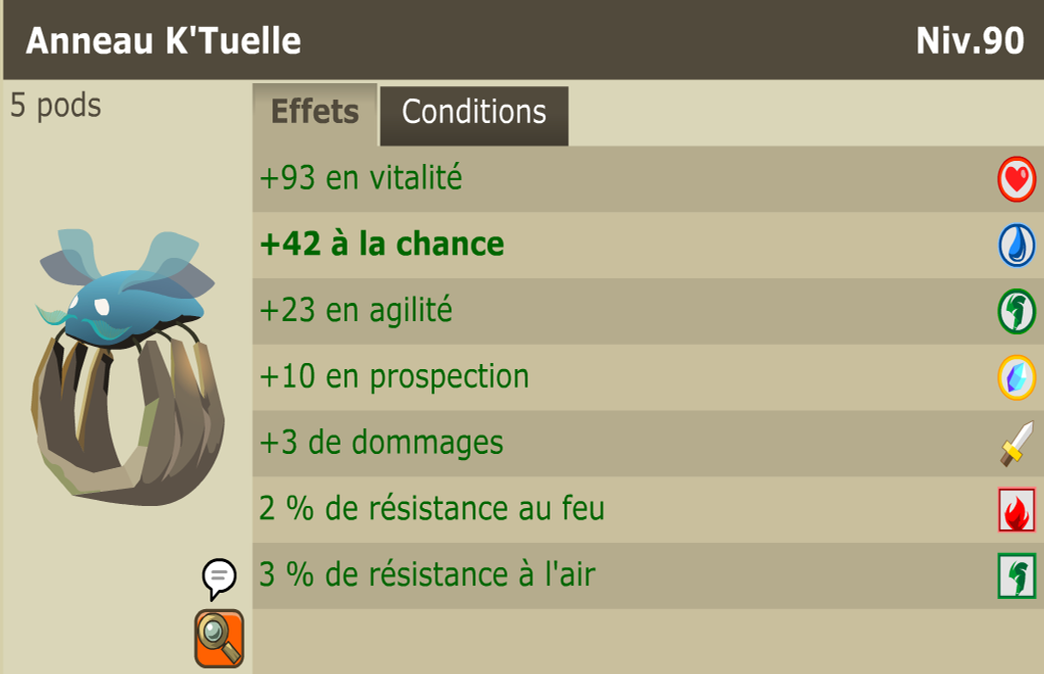 Anneau K'Tuelle
Niv.90
5 pods
Effets
Conditions
+93 en vitalité
+42 à la chance
+23 en agilité
+10 en prospection
+3 de dommages
2 % de résistance au feu
3 % de résistance à l'air